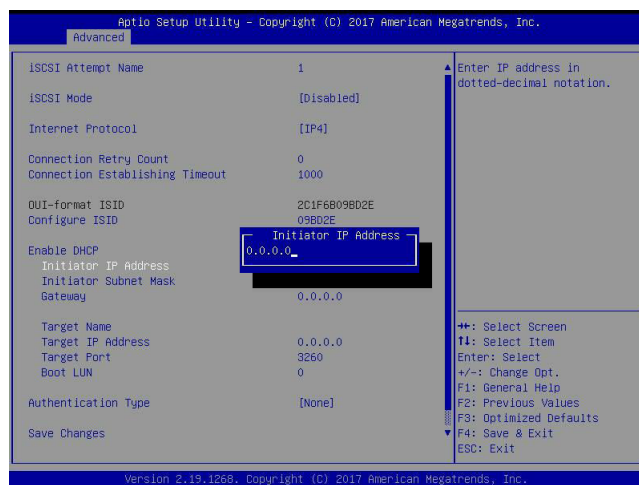 Aptio Setup Utility – Copyright (C) 2017 American Megatrends, Inc.
Advanced
iSCSI Attempt Name 1
iSCSI Mode [Disabled]
Internet Protocol [IP4]
Connection Retry Count 0
Connection Establishing Timeout 1000
OUI-format ISID 2C1F6B09BD2E
Configure ISID 09BD2E
Enable DHCP
Initiator IP Address
Initiator Subnet Mask
Gateway 0.0.0.0
Target Name
Target IP Address 0.0.0.0
Target Port 3260
Boot LUN 0
Authentication Type [None]
Save Changes
Initiator IP Address
0.0.0.0_
Enter IP address in
dotted-decimal notation.
→←: Select Screen
↑↓: Select Item
Enter: Select
+/-: Change Opt.
F1: General Help
F2: Previous Values
F3: Optimized Defaults
F4: Save & Exit
ESC: Exit
Version 2.19.1268. Copyright (C) 2017 American Megatrends, Inc.